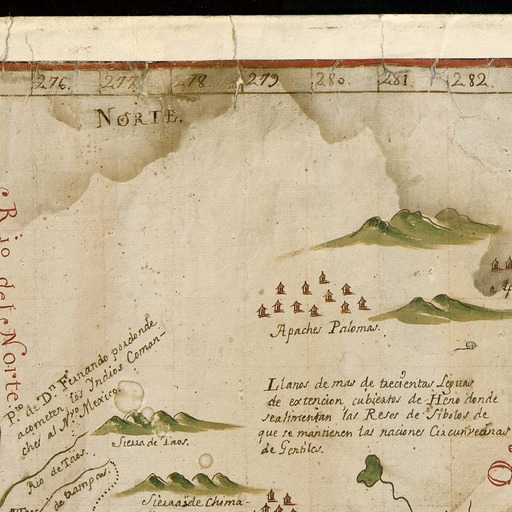 276. 277. 278 279. 280. 281. 282.
NORTE.
Rio del Norte
Apaches Palomas.
Pto. de Dn. Fernando por donde
acometen los Yndios Coman-
ches al Nvo Mexico
Llanos de mas de trecientas Leguas
de extencion cubiertos de Heno donde
sealimentan las Reses de Sibolos de
que se mantienen las naciones Circunvecinas
de Gentiles.
Sierra de Taos.
Rio de Taos.
de trampas.
Sierra de Chima-